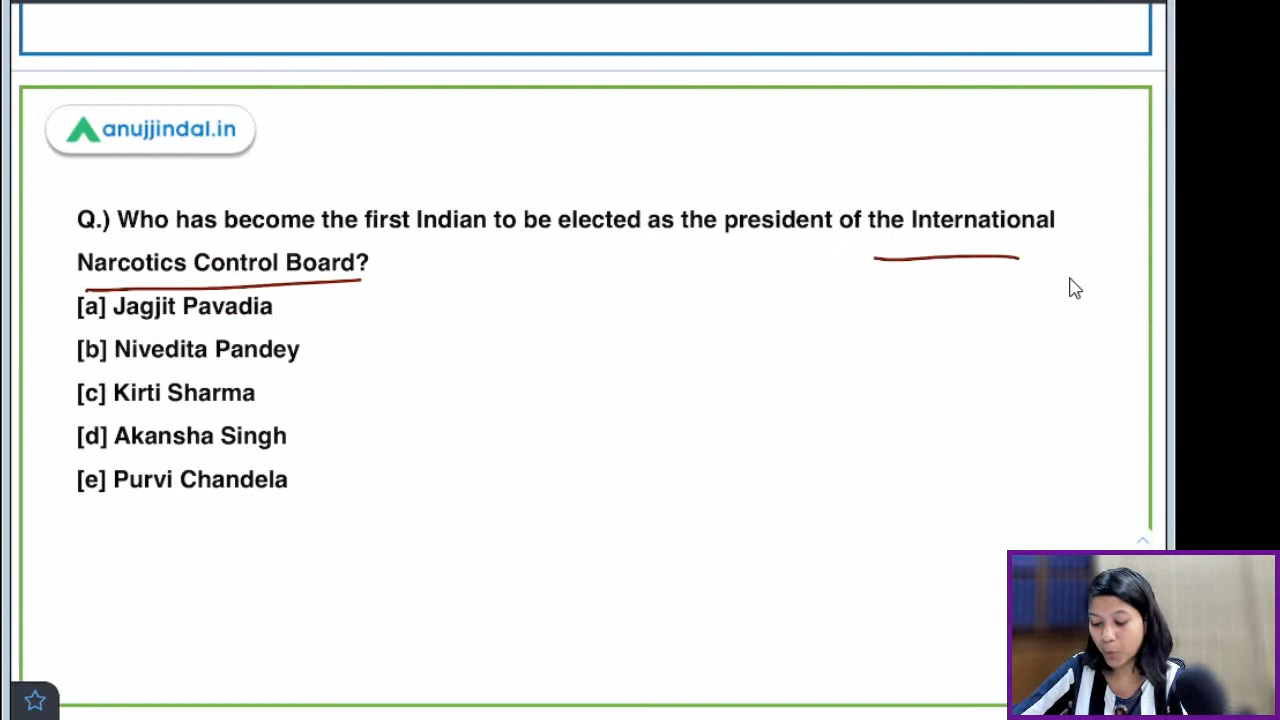 anujjindal.in
Q.) Who has become the first Indian to be elected as the president of the International
Narcotics Control Board?
[a] Jagjit Pavadia
[b] Nivedita Pandey
[c] Kirti Sharma
[d] Akansha Singh
[e] Purvi Chandela